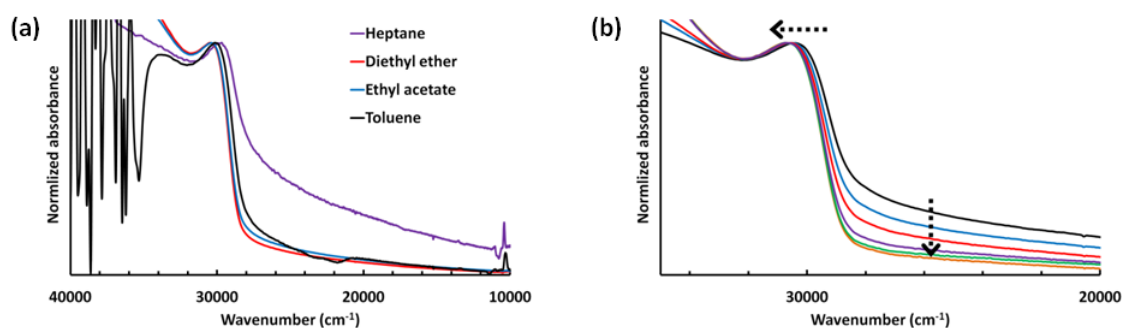 (a)
Normlized absorbance
Heptane
Diethyl ether
Ethyl acetate
Toluene
40000 30000 20000 10000
Wavenumber (cm⁻¹)
(b)
Normlized absorbance
30000 20000
Wavenumber (cm⁻¹)